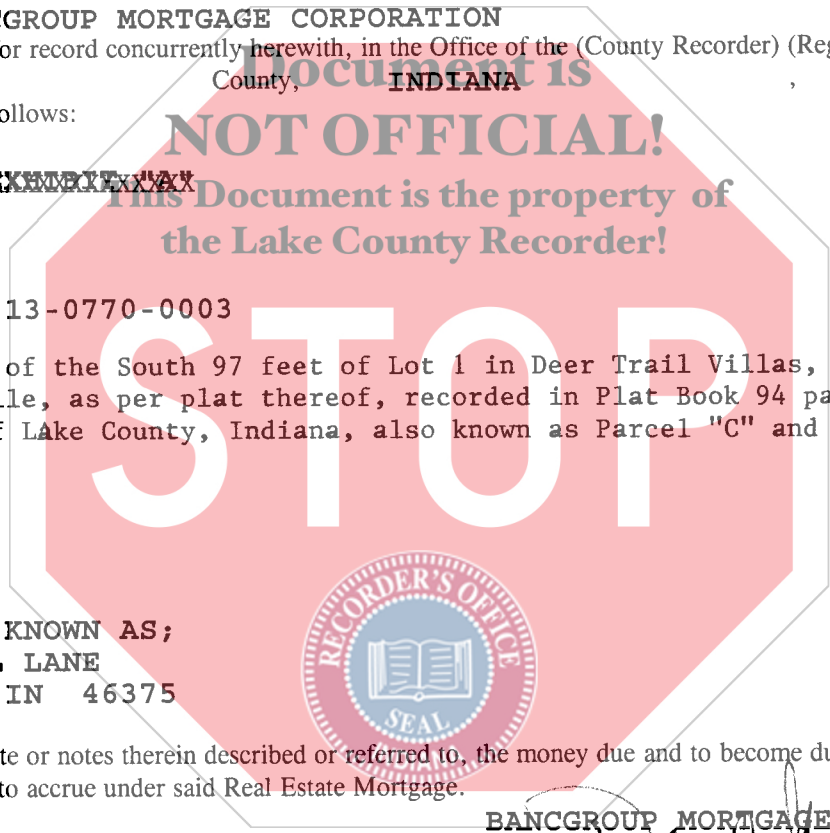 CGROUP MORTGAGE CORPORATION
or record concurrently herewith, in the Office of the (County Recorder) (Reg
Document is
County, INDIANA ,
ollows:
NOT OFFICIAL!
This Document is the property of
the Lake County Recorder!
13-0770-0003
STOP
of the South 97 feet of Lot 1 in Deer Trail Villas,
lle, as per plat thereof, recorded in Plat Book 94 pa
f Lake County, Indiana, also known as Parcel "C" and
RECORDER'S OFFICE
SEAL
INDIANA
KNOWN AS;
LANE
IN 46375
te or notes therein described or referred to, the money due and to become du
to accrue under said Real Estate Mortgage.
BANCGROUP MORTGAGE